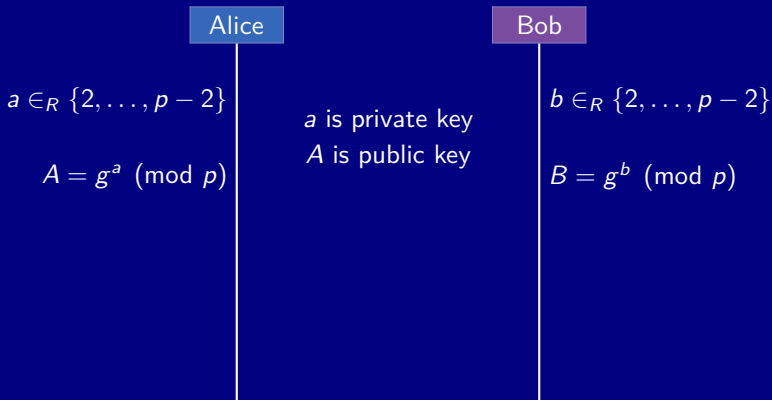 Alice
Bob
a ∈_R {2, …, p − 2}
a is private key
A is public key
b ∈_R {2, …, p − 2}
A = g^a (mod p)
B = g^b (mod p)